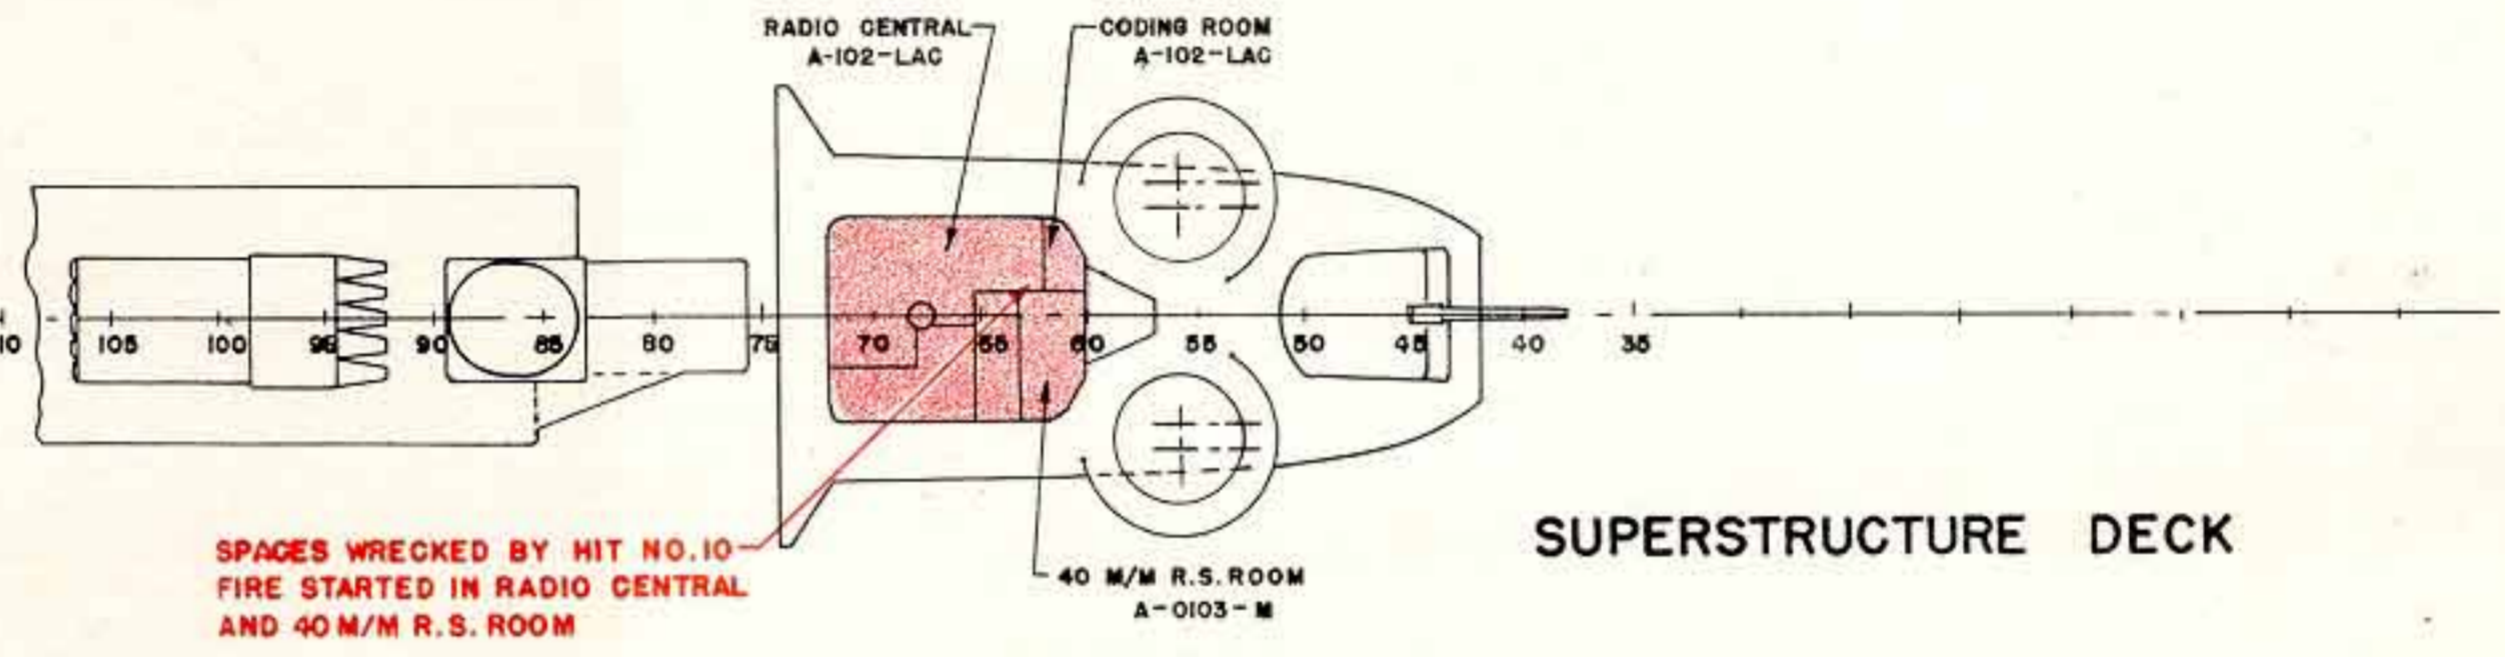 RADIO CENTRAL
A-102-LAC
CODING ROOM
A-102-LAC
10 105 100 95 90 85 80 75 70 65 60 55 50 45 40 35
SPACES WRECKED BY HIT NO.10
FIRE STARTED IN RADIO CENTRAL
AND 40 M/M R.S. ROOM
40 M/M R.S. ROOM
A-0103-M
SUPERSTRUCTURE DECK